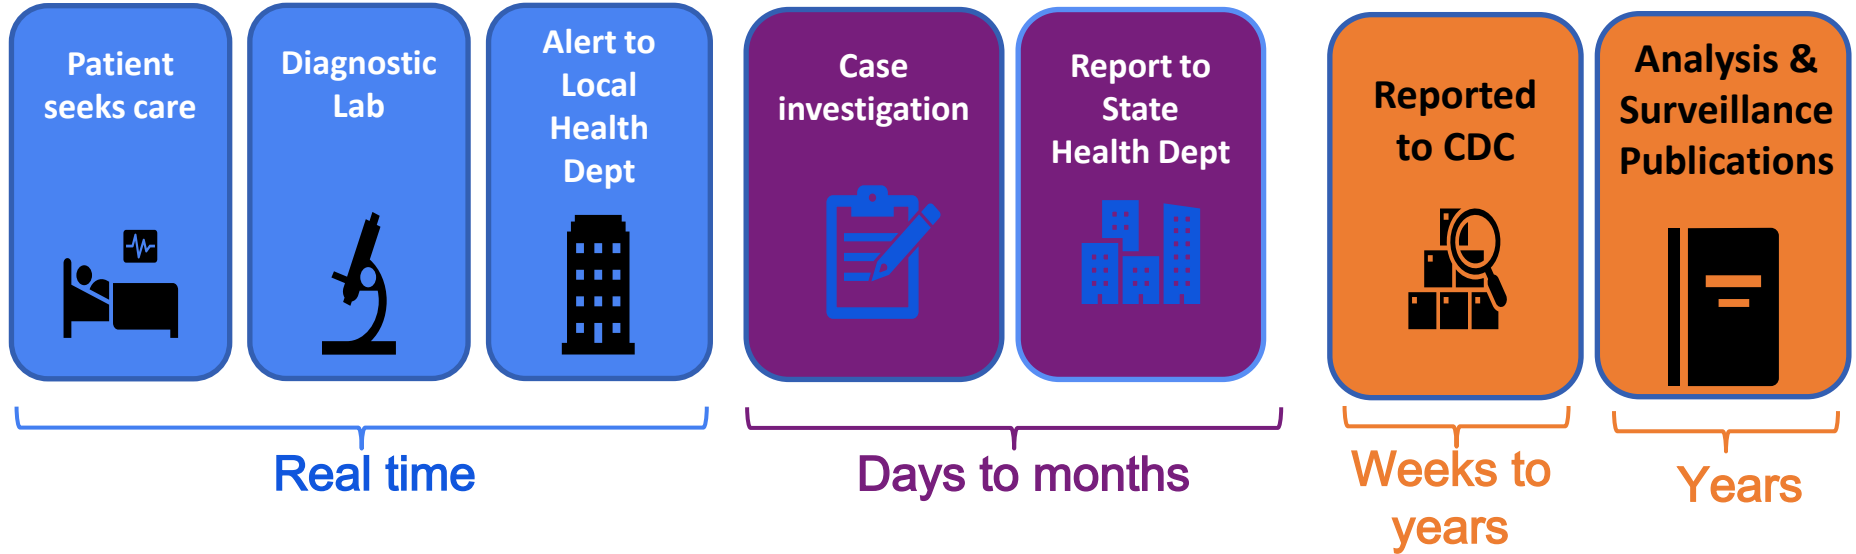 Patient
seeks care
Diagnostic
Lab
Alert to
Local
Health
Dept
Case
investigation
Report to
State
Health Dept
Reported
to CDC
Analysis &
Surveillance
Publications
Real time
Days to months
Weeks to
years
Years